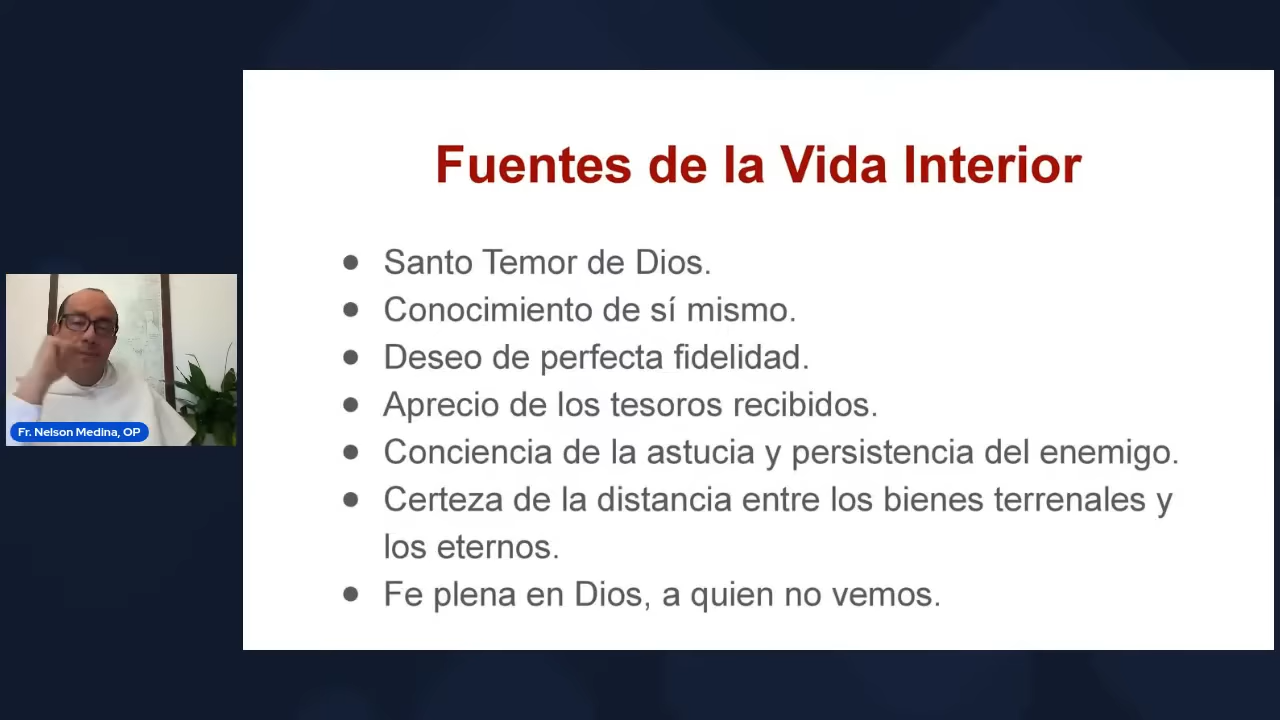 Fuentes de la Vida Interior
● Santo Temor de Dios.
● Conocimiento de sí mismo.
● Deseo de perfecta fidelidad.
● Aprecio de los tesoros recibidos.
● Conciencia de la astucia y persistencia del enemigo.
● Certeza de la distancia entre los bienes terrenales y
los eternos.
● Fe plena en Dios, a quien no vemos.
Fr. Nelson Medina, OP